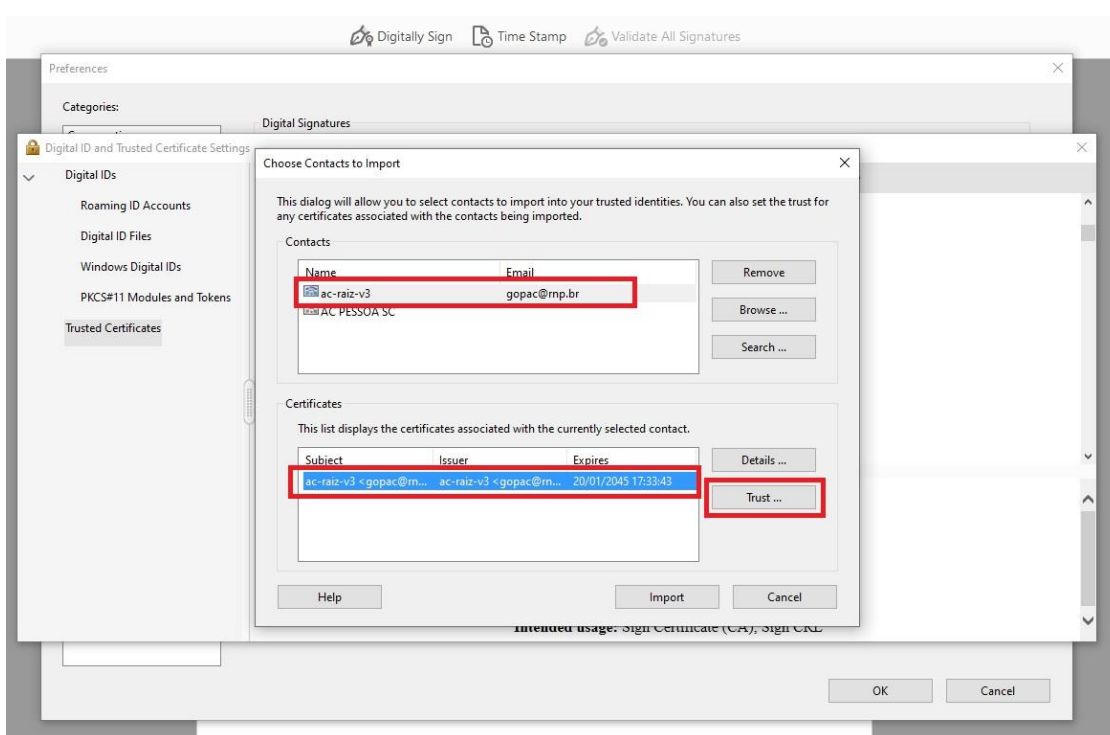 Digitally Sign Time Stamp Validate All Signatures
Preferences
Categories:
Digital Signatures
Digital ID and Trusted Certificate Settings
Digital IDs
Roaming ID Accounts
Digital ID Files
Windows Digital IDs
PKCS#11 Modules and Tokens
Trusted Certificates
Choose Contacts to Import
This dialog will allow you to select contacts to import into your trusted identities. You can also set the trust for
any certificates associated with the contacts being imported.
Contacts
Name Email
ac-raiz-v3 gopac@rnp.br
AC PESSOA SC
Remove
Browse ...
Search ...
Certificates
This list displays the certificates associated with the currently selected contact.
Subject Issuer Expires
ac-raiz-v3 <gopac@rn... ac-raiz-v3 <gopac@rn... 20/01/2045 17:33:43
Details ...
Trust ...
Help Import Cancel
Intended usage: Sign Certificate (CA), Sign CRL
OK Cancel